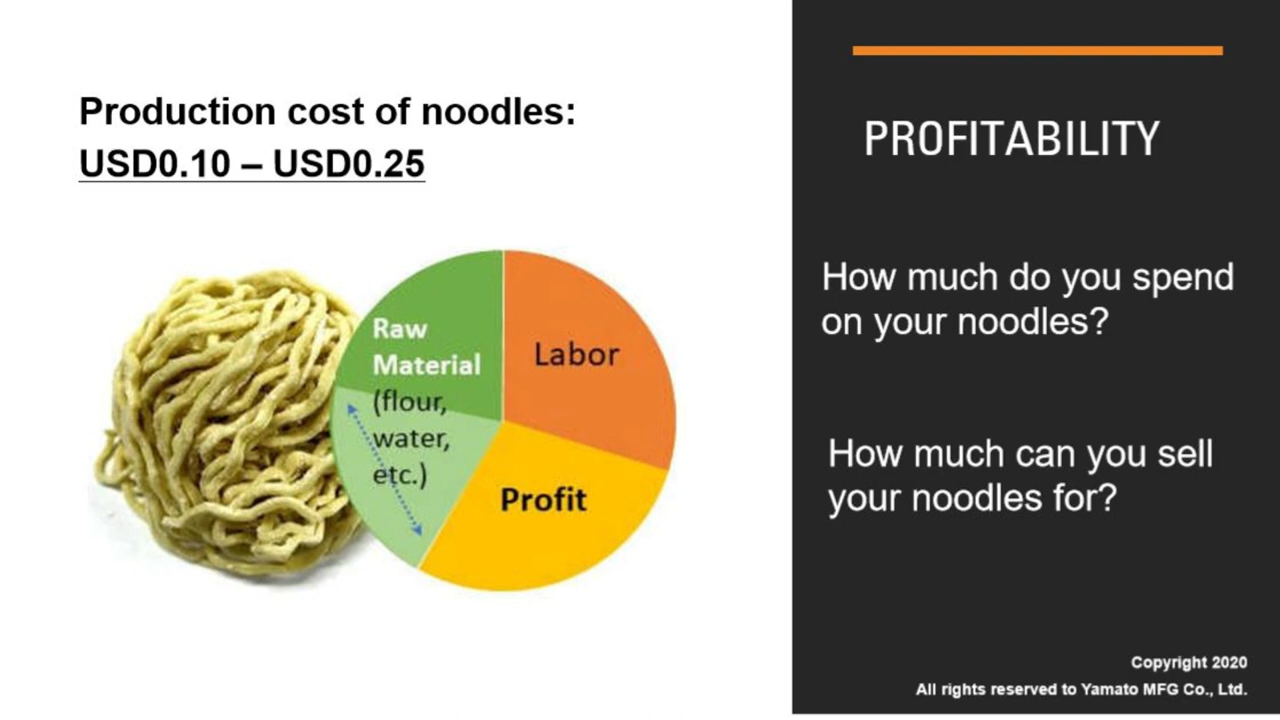 Production cost of noodles:
USD0.10 – USD0.25
Raw
Material
(flour,
water,
etc.)
Labor
Profit
PROFITABILITY
How much do you spend
on your noodles?
How much can you sell
your noodles for?
Copyright 2020
All rights reserved to Yamato MFG Co., Ltd.